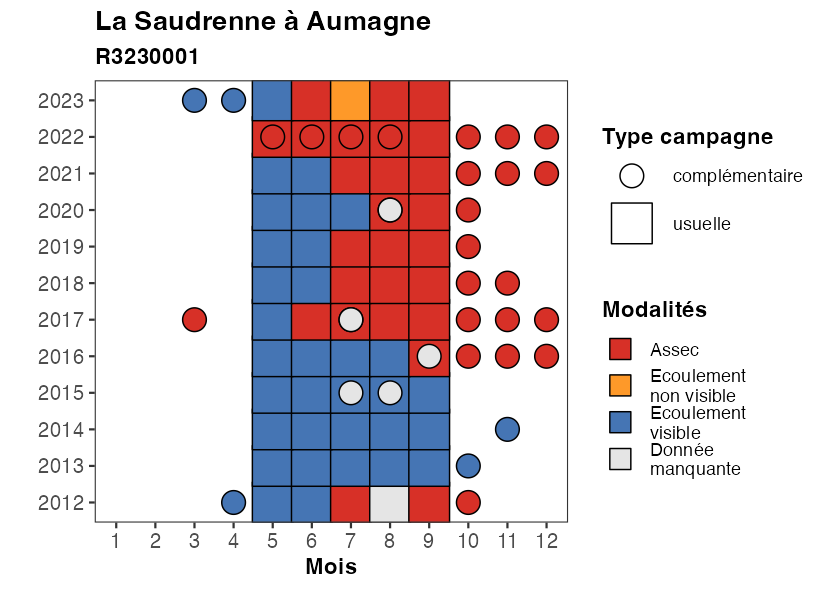 La Saudrenne à Aumagne
R3230001
2023
2022
2021
2020
2019
2018
2017
2016
2015
2014
2013
2012
1 2 3 4 5 6 7 8 9 10 11 12
Mois
Type campagne
complémentaire
usuelle
Modalités
Assec
Ecoulement
non visible
Ecoulement
visible
Donnée
manquante